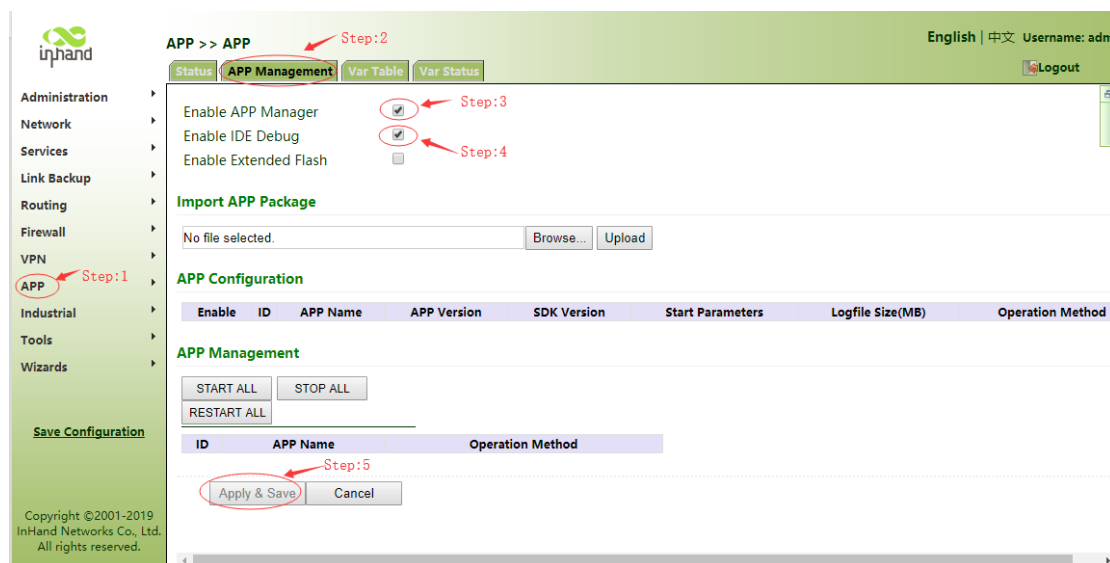 inhand
APP >> APP
Step:2
English | 中文 Username: adm
Status APP Management Var Table Var Status
Logout
Administration
Network
Services
Link Backup
Routing
Firewall
VPN
APP
Step:1
Industrial
Tools
Wizards
Save Configuration
Copyright ©2001-2019
InHand Networks Co., Ltd.
All rights reserved.
Enable APP Manager
Step:3
Enable IDE Debug
Step:4
Enable Extended Flash
Import APP Package
No file selected. Browse... Upload
APP Configuration
Enable ID APP Name APP Version SDK Version Start Parameters Logfile Size(MB) Operation Method
APP Management
START ALL STOP ALL
RESTART ALL
ID APP Name Operation Method
Step:5
Apply & Save Cancel